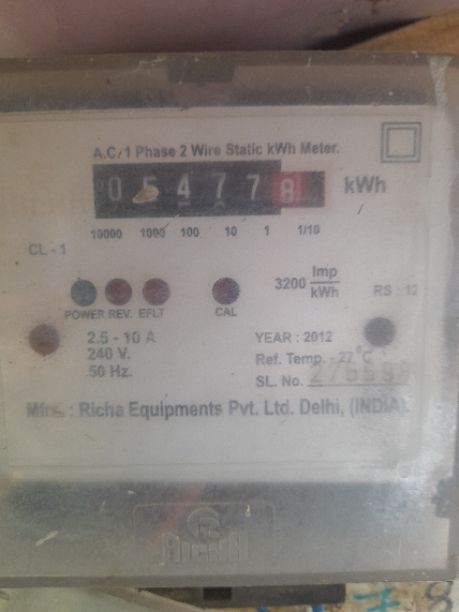 A.C. 1 Phase 2 Wire Static kWh Meter.
0 5 4 7 7 8 kWh
10000 1000 100 10 1 1/10
CL - 1
3200 Imp/kWh
RS : 12
POWER REV. EFLT CAL
2.5 - 10 A
240 V.
50 Hz.
YEAR : 2012
Ref. Temp. - 27°C
SL. No.
Mfrs. : Richa Equipments Pvt. Ltd. Delhi, (INDIA).
RICHA